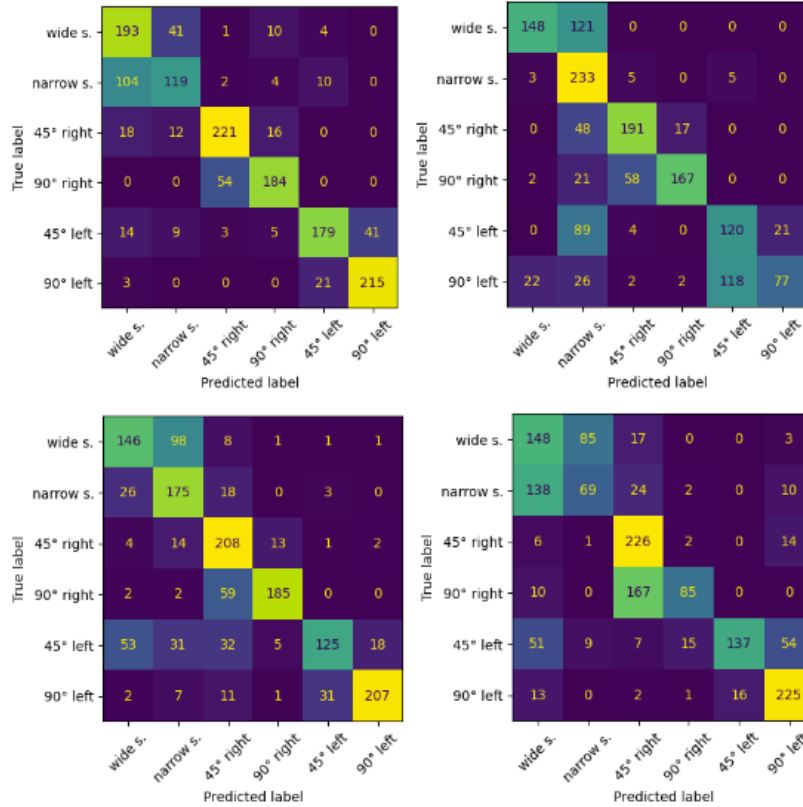 wide s. 193 41 1 10 4 0
narrow s. 104 119 2 4 10 0
45° right 18 12 221 16 0 0
90° right 0 0 54 184 0 0
45° left 14 9 3 5 179 41
90° left 3 0 0 0 21 215
True label
wide s. narrow s. 45° right 90° right 45° left 90° left
Predicted label
wide s. 148 121 0 0 0 0
narrow s. 3 233 5 0 5 0
45° right 0 48 191 17 0 0
90° right 2 21 58 167 0 0
45° left 0 89 4 0 120 21
90° left 22 26 2 2 118 77
True label
wide s. narrow s. 45° right 90° right 45° left 90° left
Predicted label
wide s. 146 98 8 1 1 1
narrow s. 26 175 18 0 3 0
45° right 4 14 208 13 1 2
90° right 2 2 59 185 0 0
45° left 53 31 32 5 125 18
90° left 2 7 11 1 31 207
True label
wide s. narrow s. 45° right 90° right 45° left 90° left
Predicted label
wide s. 148 85 17 0 0 3
narrow s. 138 69 24 2 0 10
45° right 6 1 226 2 0 14
90° right 10 0 167 85 0 0
45° left 51 9 7 15 137 54
90° left 13 0 2 1 16 225
True label
wide s. narrow s. 45° right 90° right 45° left 90° left
Predicted label